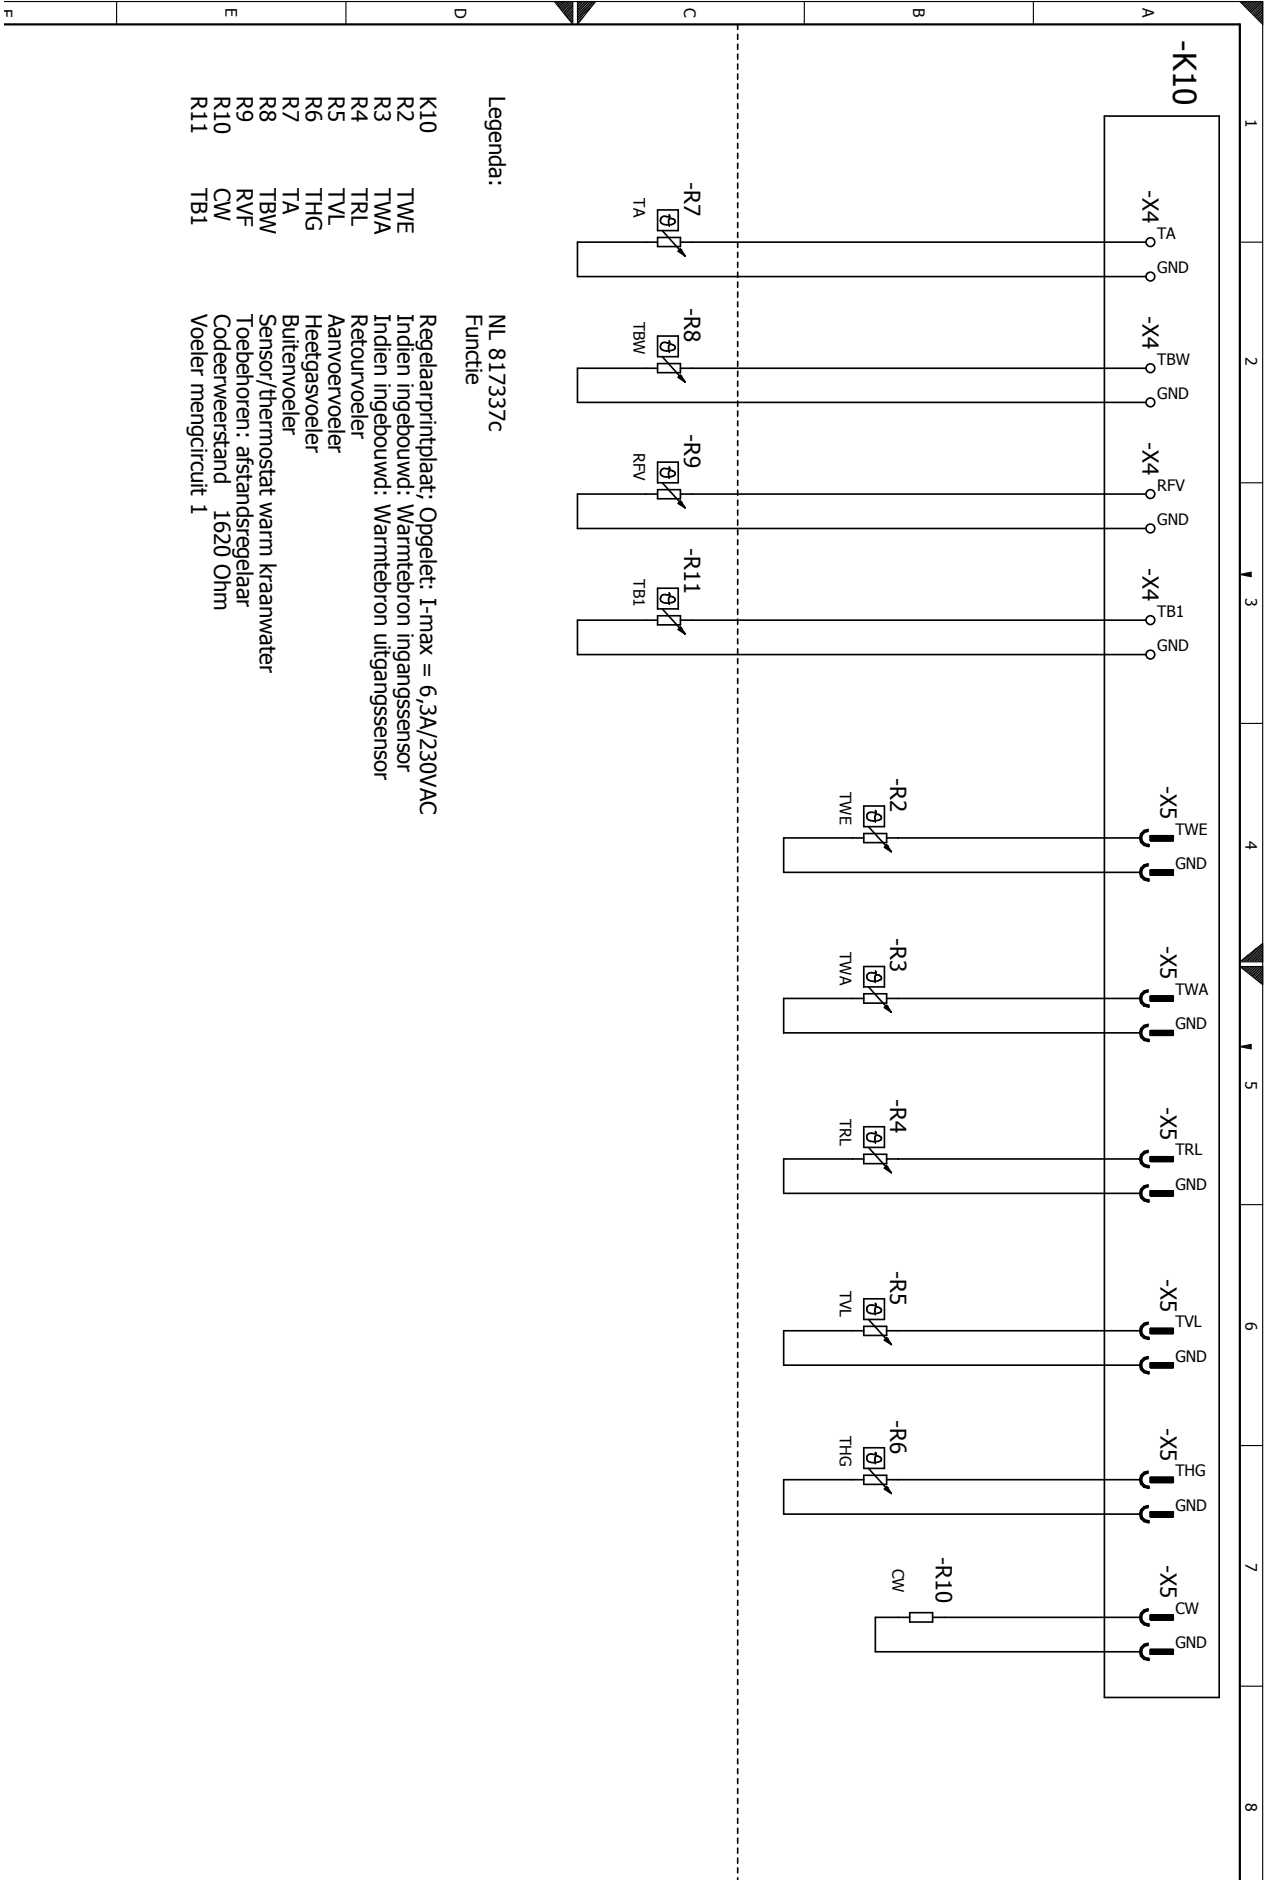 1 2 3 4 5 6 7 8
A
B
C
D
E
F
-K10
-X4 TA GND
-X4 TBW GND
-X4 RFV GND
-X4 TB1 GND
-X5 TWE GND
-X5 TWA GND
-X5 TRL GND
-X5 TVL GND
-X5 THG GND
-X5 CW GND
-R2 TWE
-R3 TWA
-R4 TRL
-R5 TVL
-R6 THG
-R10 CW
-R7 TA
-R8 TBW
-R9 RFV
-R11 TB1
Legenda: NL 817337c
Functie
K10 Regelaarprintplaat; Opgelet: I-max = 6,3A/230VAC
R2 TWE Indien ingebouwd: Warmtebron ingangssensor
R3 TWA Indien ingebouwd: Warmtebron uitgangssensor
R4 TRL Retourvoeler
R5 TVL Aanvoervoeler
R6 THG Heetgasvoeler
R7 TA Buitenvoeler
R8 TBW Sensor/thermostat warm kraanwater
R9 RVF Toebehoren: afstandsregelaar
R10 CW Codeerweerstand 1620 Ohm
R11 TB1 Voeler mengcircuit 1